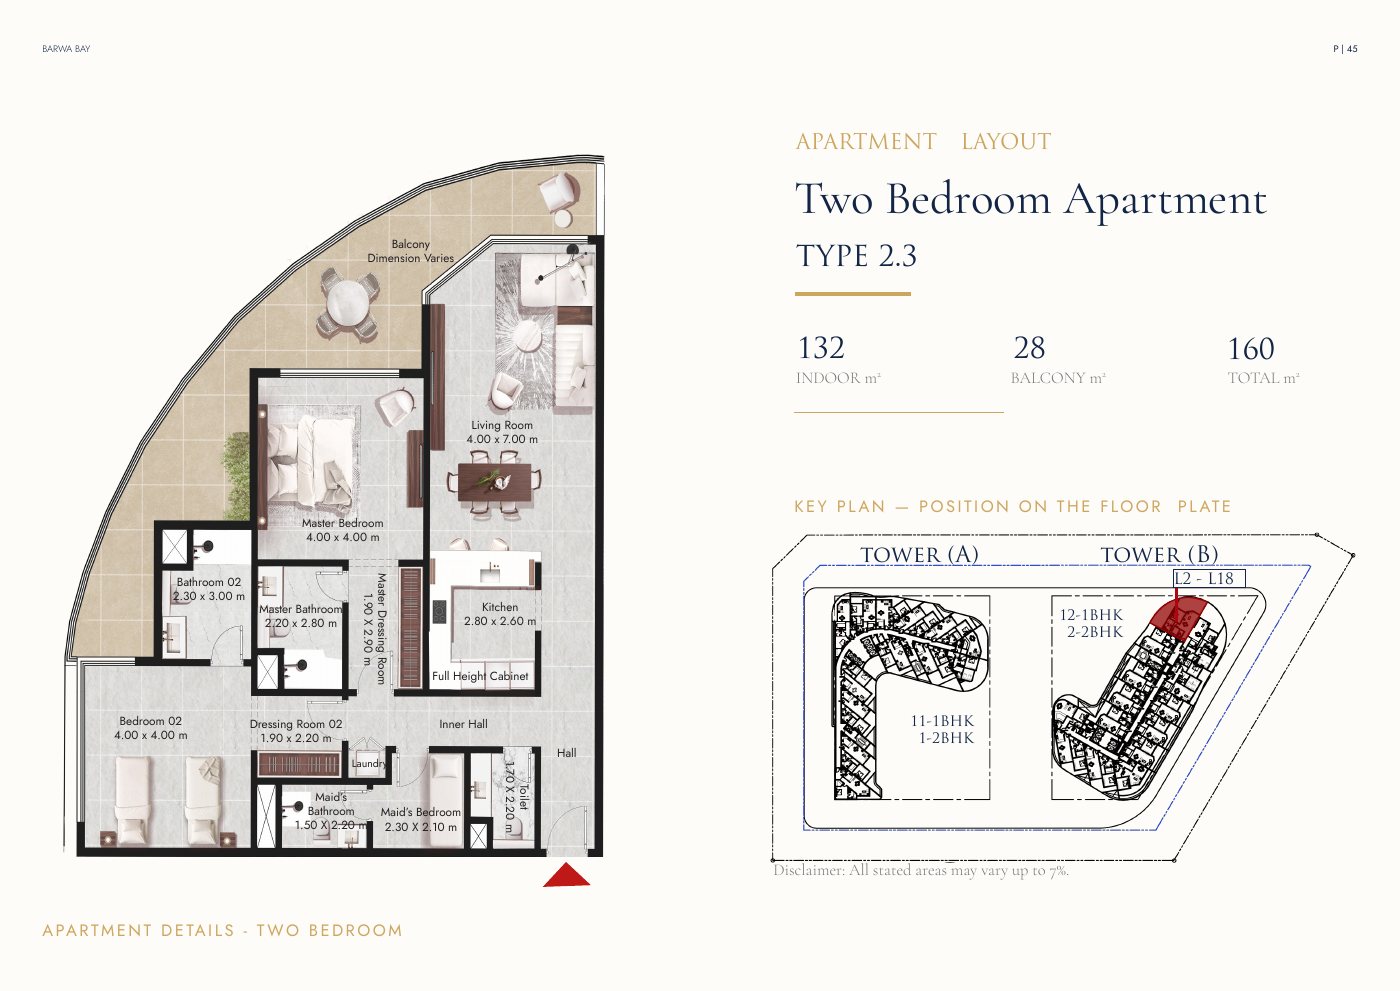 BARWA BAY
P | 45
APARTMENT LAYOUT
Two Bedroom Apartment
TYPE 2.3
132
INDOOR m²
28
BALCONY m²
160
TOTAL m²
Balcony
Dimension Varies
Living Room
4.00 x 7.00 m
Master Bedroom
4.00 x 4.00 m
Bathroom 02
2.30 x 3.00 m
Master Bathroom
2.20 x 2.80 m
Master Dressing Room
1.90 X 2.90 m
Kitchen
2.80 x 2.60 m
Full Height Cabinet
Bedroom 02
4.00 x 4.00 m
Dressing Room 02
1.90 x 2.20 m
Inner Hall
Hall
Laundry
Maid's
Bathroom
1.50 X 2.20 m
Maid's Bedroom
2.30 X 2.10 m
Toilet
1.70 X 2.20 m
KEY PLAN — POSITION ON THE FLOOR PLATE
TOWER (A)
TOWER (B)
L2 - L18
12-1BHK
2-2BHK
11-1BHK
1-2BHK
Disclaimer: All stated areas may vary up to 7%.
APARTMENT DETAILS - TWO BEDROOM